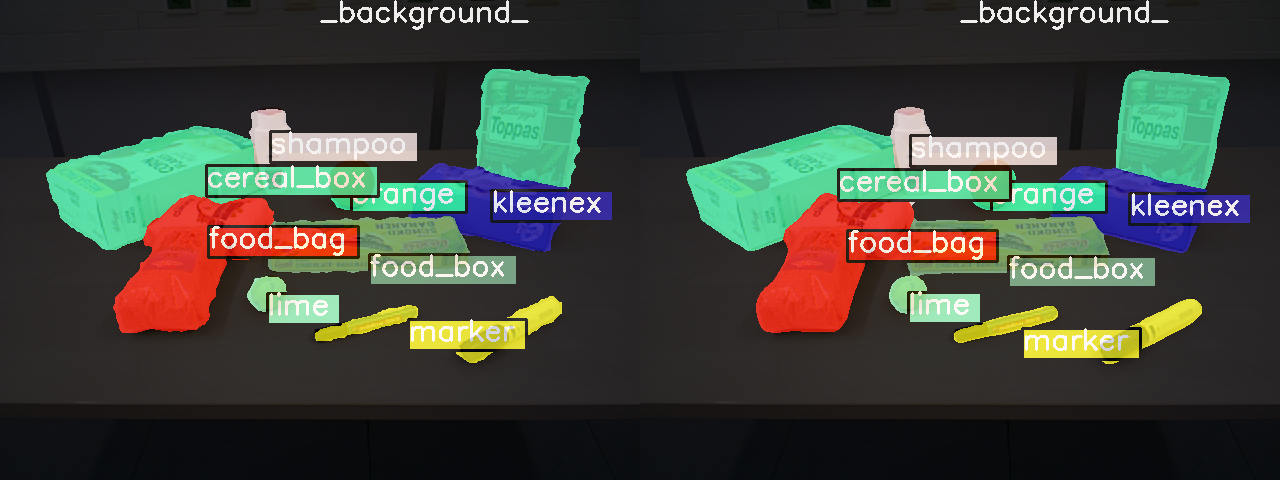 _background_
_background_
Toppas
shampoo
cereal_box
orange
kleenex
food_bag
food_box
lime
marker
Toppas
shampoo
cereal_box
orange
kleenex
food_bag
food_box
lime
marker